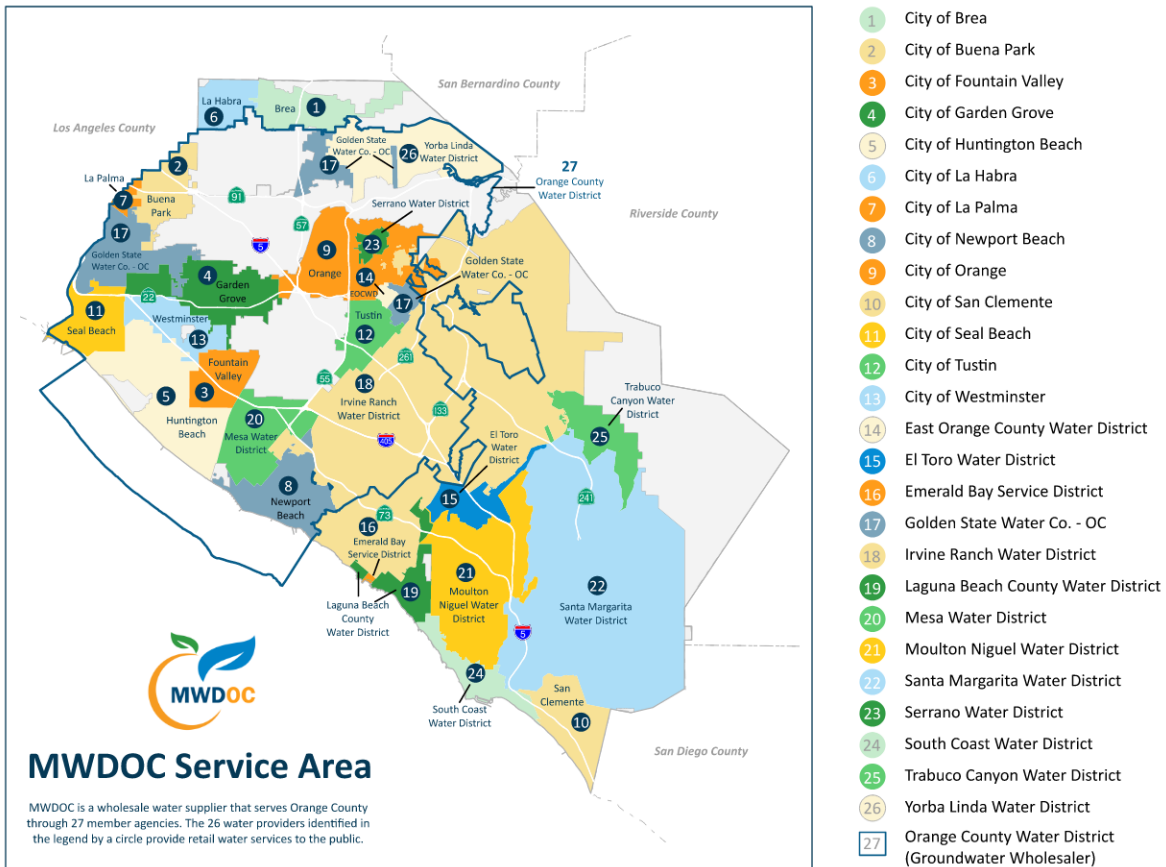 San Bernardino County
La Habra
6
Brea
1
Los Angeles County
Golden State
Water Co. - OC
17
26
Yorba Linda
Water District
27
Orange County
Water District
2
La Palma
7
Buena
Park
91
57
Serrano Water District
Riverside County
17
Golden State
Water Co. - OC
5
9
Orange
23
Golden State
Water Co. - OC
4
Garden
Grove
14
EOCWD
17
22
11
Seal Beach
Westminster
13
Tustin
12
261
Fountain
Valley
3
55
18
Irvine Ranch
Water District
133
Trabuco
Canyon Water
District
5
Huntington
Beach
20
Mesa Water
District
405
El Toro
Water
District
25
8
Newport
Beach
15
241
73
16
Emerald Bay
Service District
21
Moulton
Niguel Water
District
22
Santa Margarita
Water District
19
Laguna Beach
County
Water District
5
24
South Coast
Water District
San
Clemente
10
San Diego County
MWDOC
MWDOC Service Area
MWDOC is a wholesale water supplier that serves Orange County
through 27 member agencies. The 26 water providers identified in
the legend by a circle provide retail water services to the public.
1 City of Brea
2 City of Buena Park
3 City of Fountain Valley
4 City of Garden Grove
5 City of Huntington Beach
6 City of La Habra
7 City of La Palma
8 City of Newport Beach
9 City of Orange
10 City of San Clemente
11 City of Seal Beach
12 City of Tustin
13 City of Westminster
14 East Orange County Water District
15 El Toro Water District
16 Emerald Bay Service District
17 Golden State Water Co. - OC
18 Irvine Ranch Water District
19 Laguna Beach County Water District
20 Mesa Water District
21 Moulton Niguel Water District
22 Santa Margarita Water District
23 Serrano Water District
24 South Coast Water District
25 Trabuco Canyon Water District
26 Yorba Linda Water District
27 Orange County Water District
(Groundwater Wholesaler)